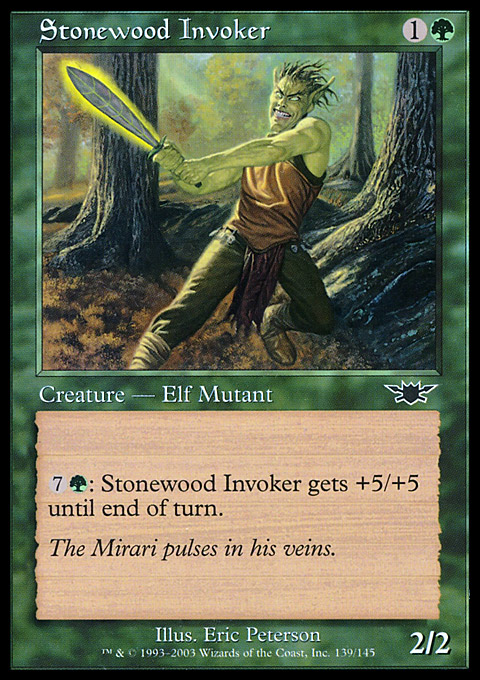 Stonewood Invoker 1
Creature — Elf Mutant
7 : Stonewood Invoker gets +5/+5
until end of turn.
The Mirari pulses in his veins.
Illus. Eric Peterson
™ & © 1993–2003 Wizards of the Coast, Inc. 139/145
2/2